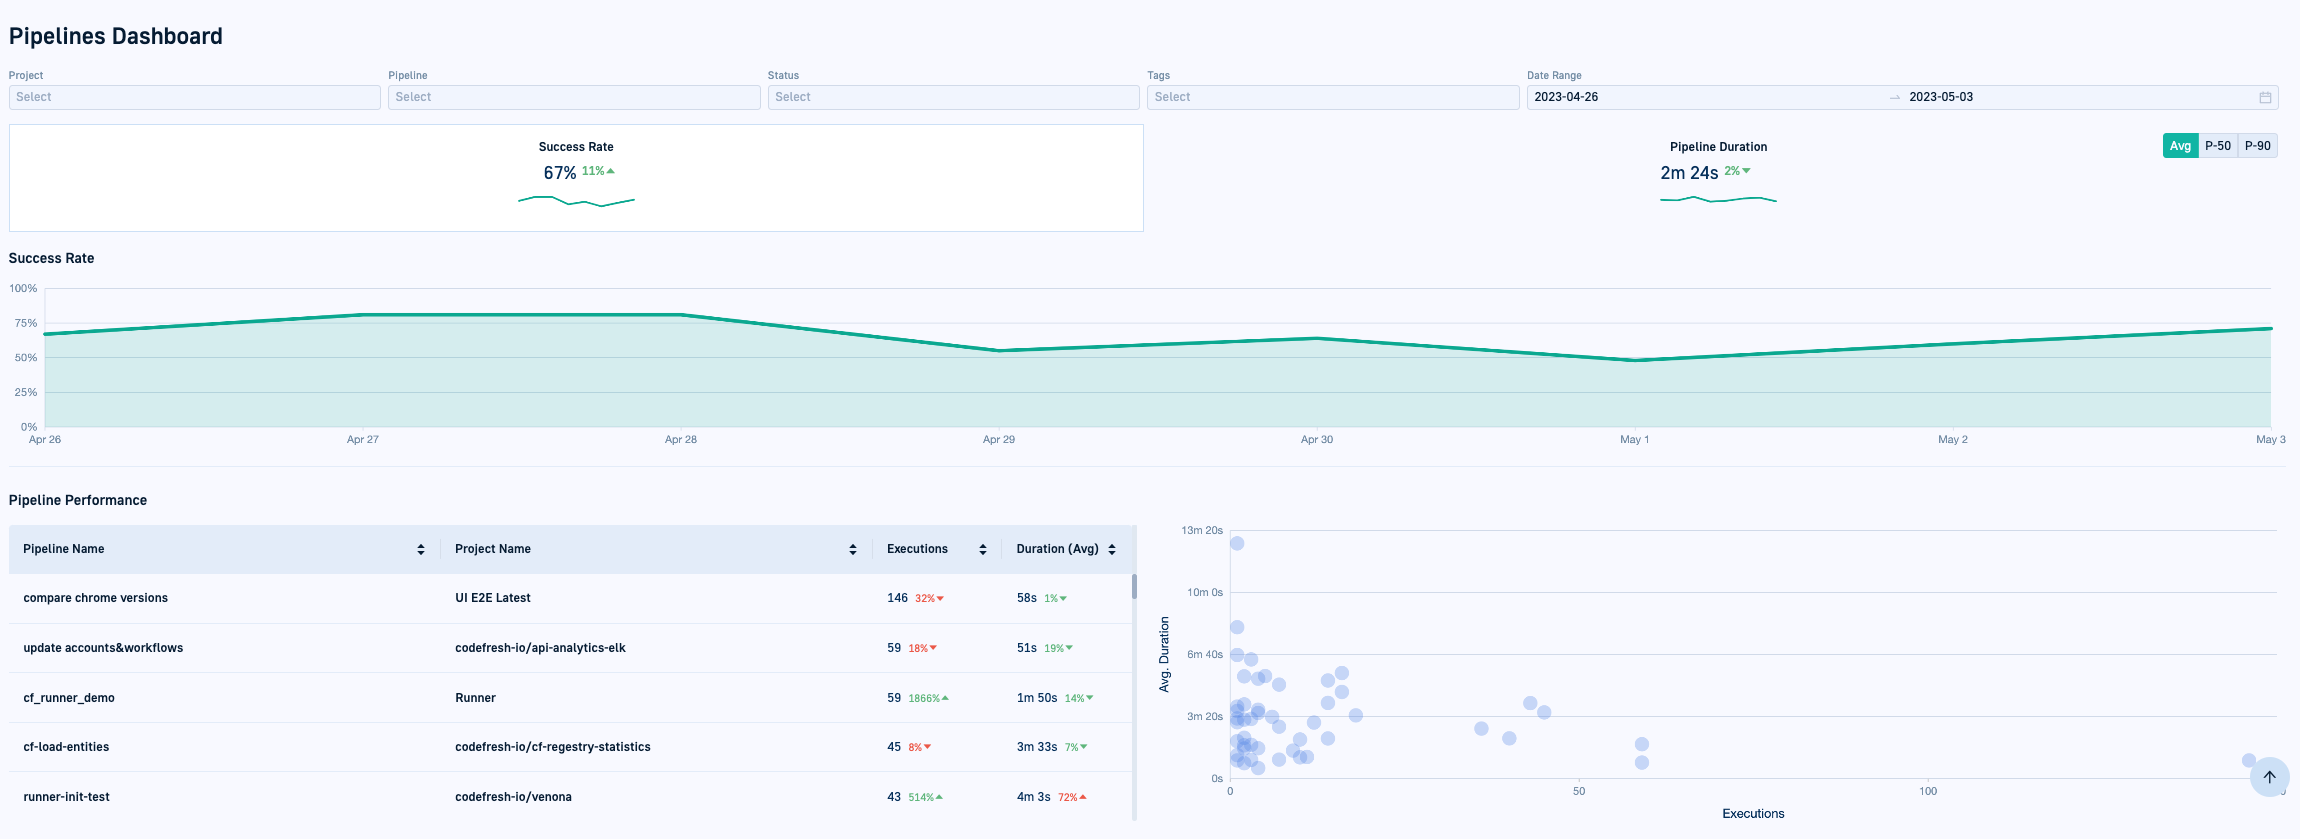 Pipelines Dashboard
Project Pipeline Status Tags Date Range
Select Select Select Select 2023-04-26 2023-05-03
Success Rate
67% 11%
Pipeline Duration
2m 24s 2%
Avg P-50 P-90
Success Rate
100%
75%
50%
25%
0%
Apr 26 Apr 27 Apr 28 Apr 29 Apr 30 May 1 May 2 May 3
Pipeline Performance
Pipeline Name Project Name Executions Duration (Avg)
compare chrome versions UI E2E Latest 146 32% 58s 1%
update accounts&workflows codefresh-io/api-analytics-elk 59 18% 51s 19%
cf_runner_demo Runner 59 1866% 1m 50s 14%
cf-load-entities codefresh-io/cf-regestry-statistics 45 8% 3m 33s 7%
runner-init-test codefresh-io/venona 43 514% 4m 3s 72%
Avg. Duration
13m 20s
10m 0s
6m 40s
3m 20s
0s
0 50 100
Executions